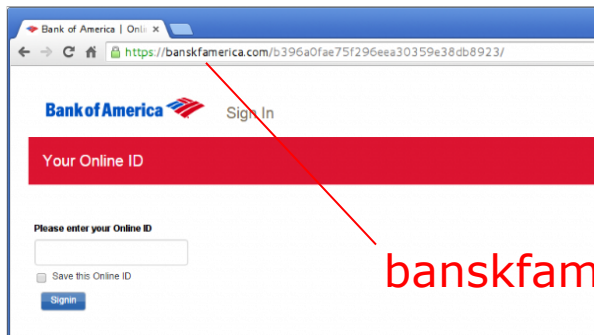 Bank of America | Onli
https://banskfamerica.com/b396a0fae75f296eea30359e38db8923/
Bank of America Sign In
Your Online ID
Please enter your Online ID
Save this Online ID
Signin
banskfam